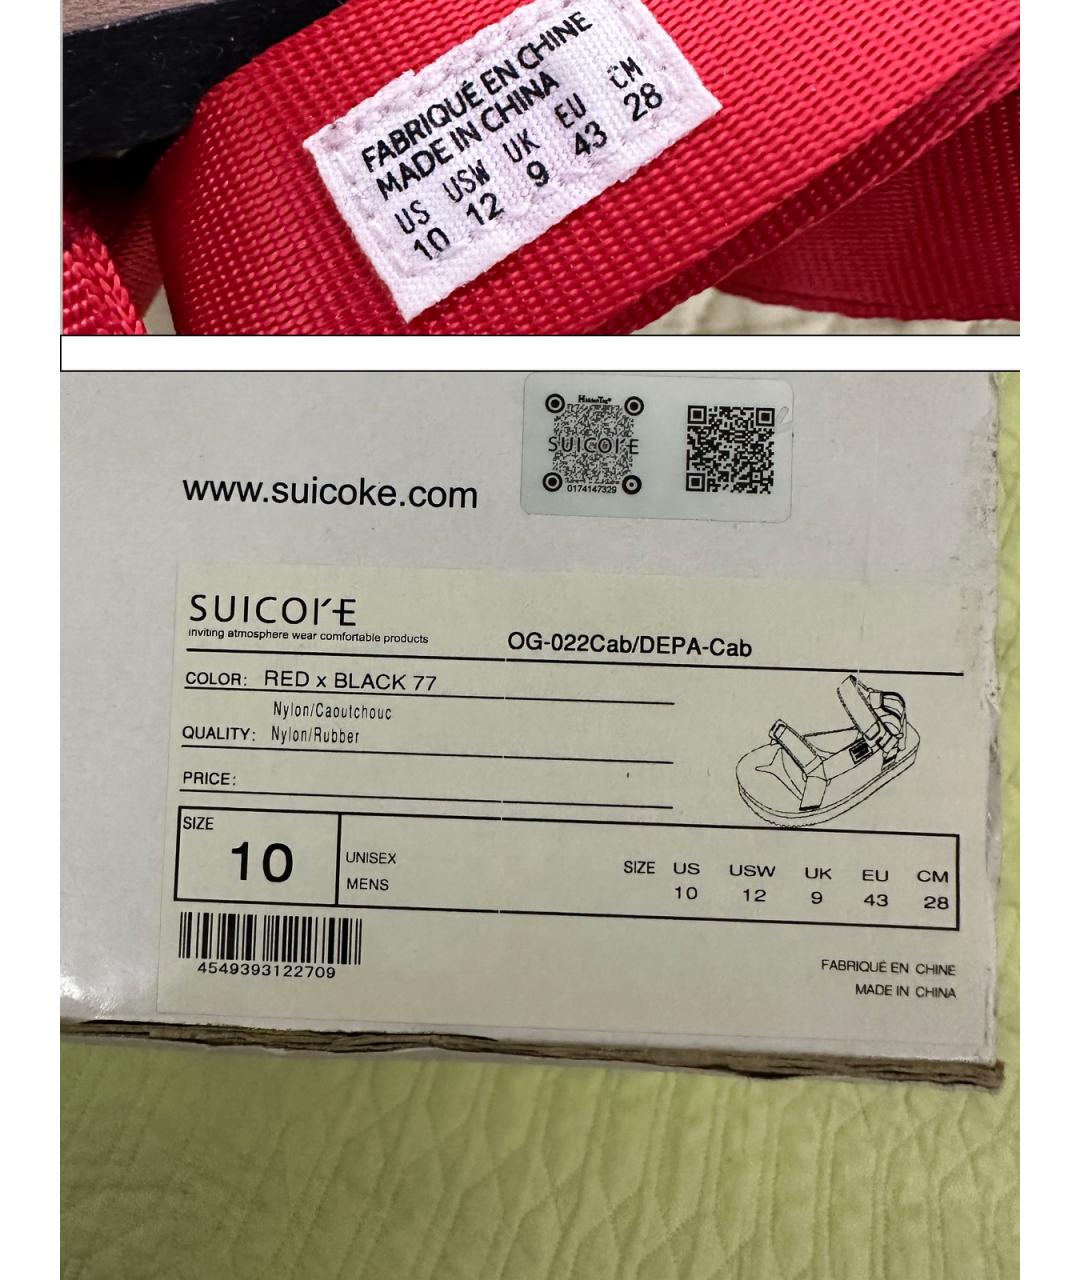 FABRIQUÉ EN CHINE
MADE IN CHINA
US USW UK EU CM
10 12 9 43 28
HiddenTag
SUICOKE
0174147329
www.suicoke.com
SUICOKE
inviting atmosphere wear comfortable products
OG-022Cab/DEPA-Cab
COLOR: RED x BLACK 77
Nylon/Caoutchouc
QUALITY: Nylon/Rubber
PRICE:
SIZE
10
UNISEX
MENS
SIZE US USW UK EU CM
10 12 9 43 28
4549393122709
FABRIQUÉ EN CHINE
MADE IN CHINA